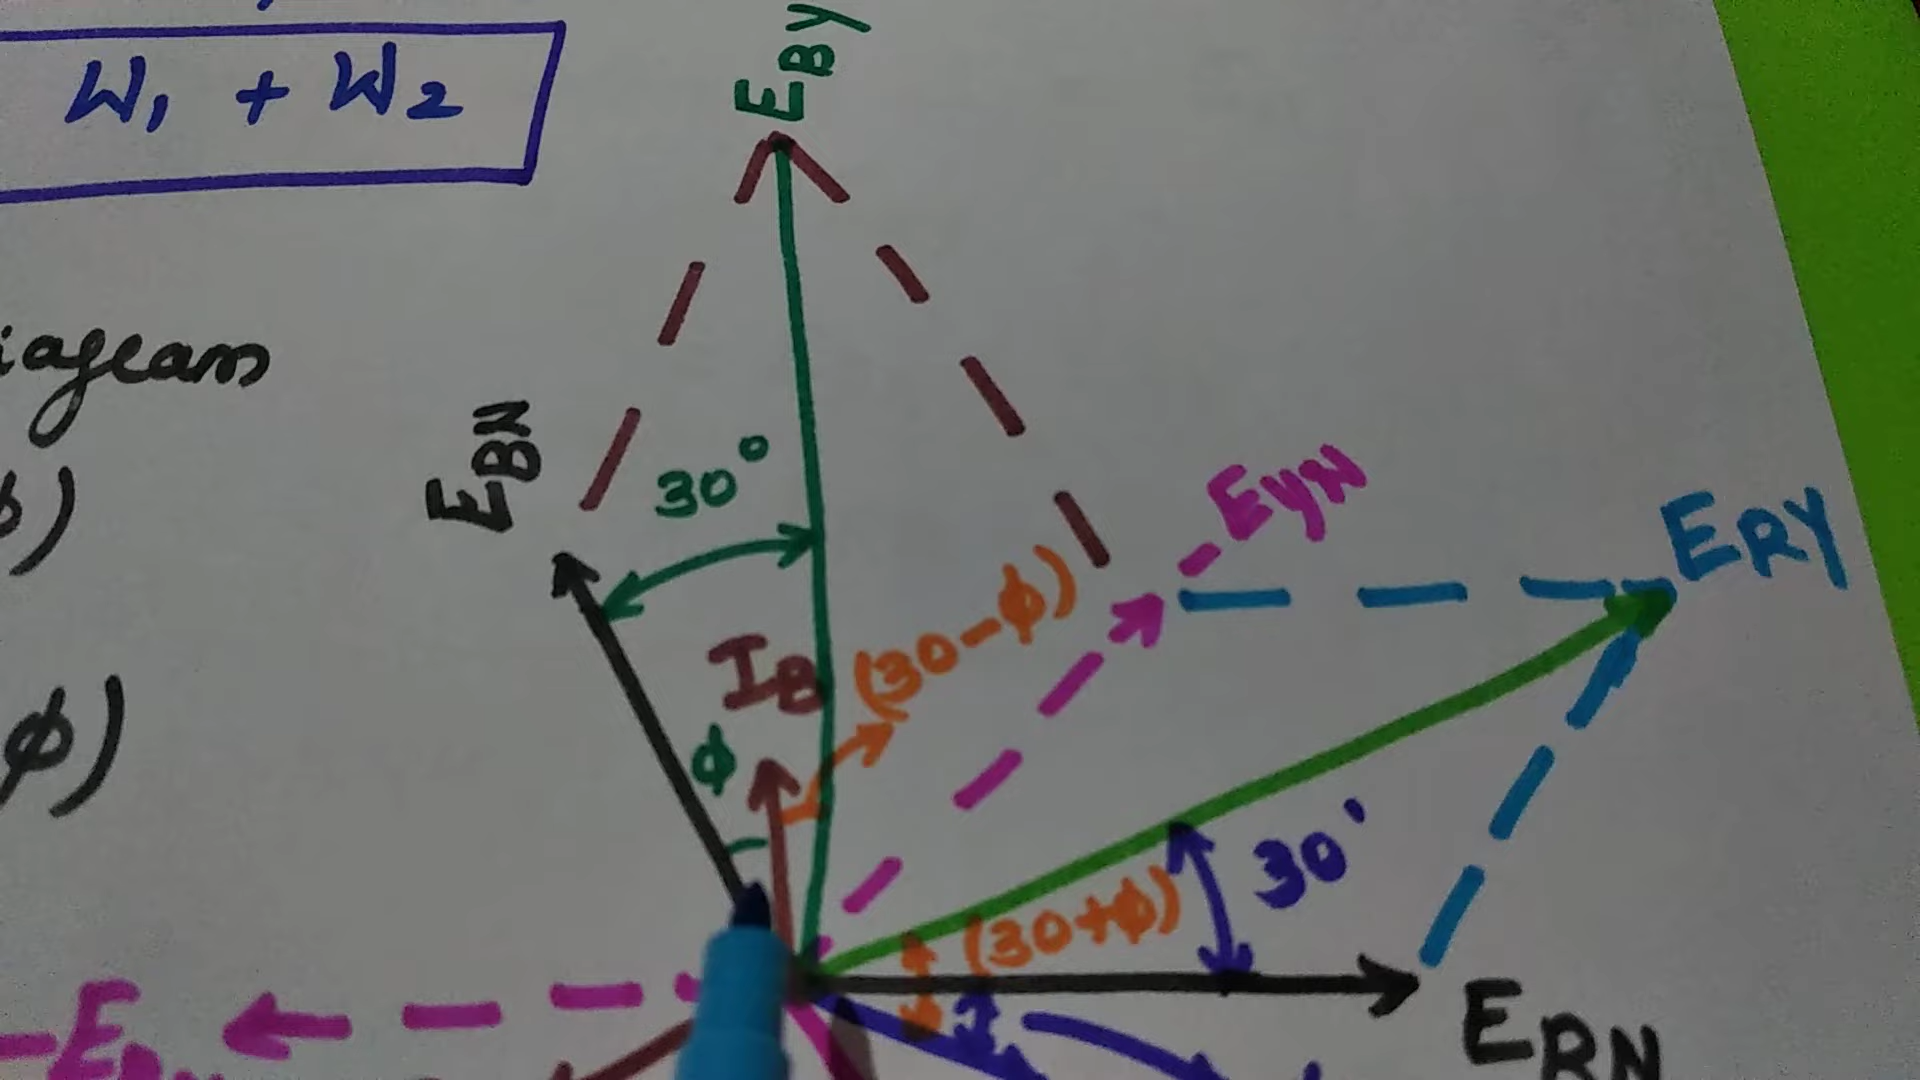 W₁ + W₂
EBY
iagram
EBN
30°
-EYN
ERY
ϕ)
(30-ϕ)
IB
ϕ
ϕ)
30°
(30+ϕ)
ERN